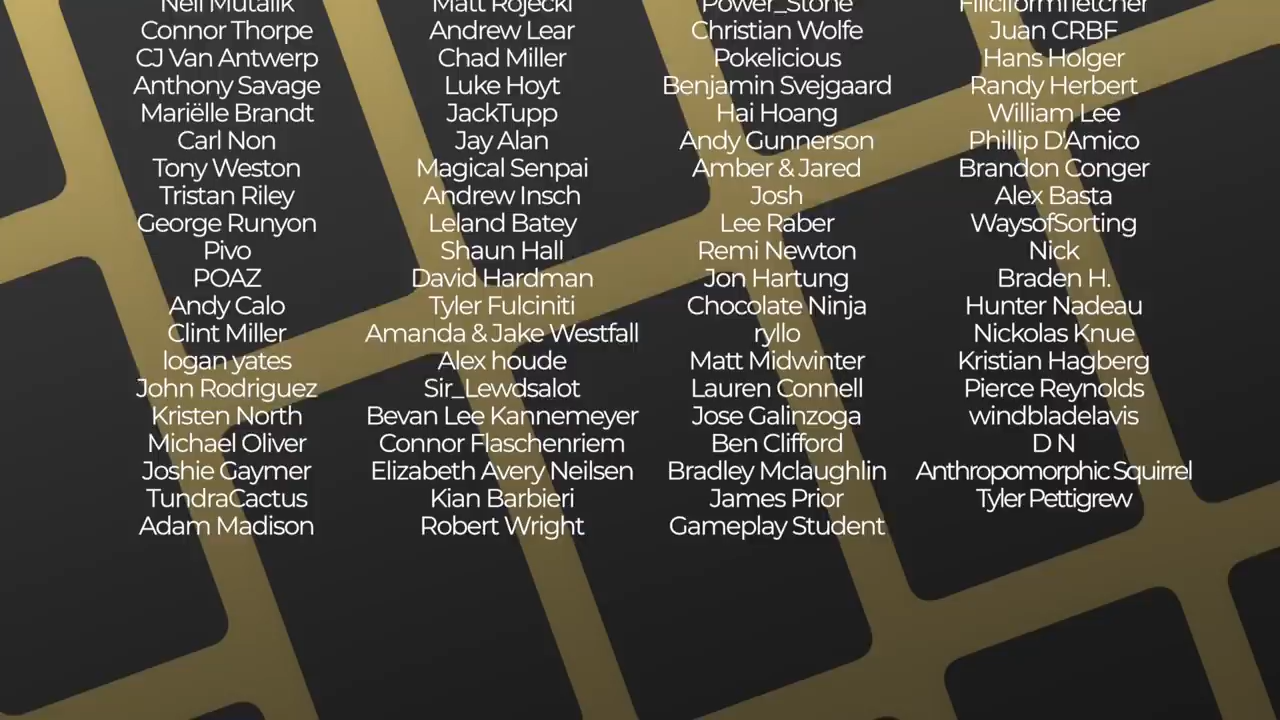 Neil Mutalik
Connor Thorpe
CJ Van Antwerp
Anthony Savage
Mariëlle Brandt
Carl Non
Tony Weston
Tristan Riley
George Runyon
Pivo
POAZ
Andy Calo
Clint Miller
logan yates
John Rodriguez
Kristen North
Michael Oliver
Joshie Gaymer
TundraCactus
Adam Madison
Matt Rojecki
Andrew Lear
Chad Miller
Luke Hoyt
JackTupp
Jay Alan
Magical Senpai
Andrew Insch
Leland Batey
Shaun Hall
David Hardman
Tyler Fulciniti
Amanda & Jake Westfall
Alex houde
Sir_Lewdsalot
Bevan Lee Kannemeyer
Connor Flaschenriem
Elizabeth Avery Neilsen
Kian Barbieri
Robert Wright
Power_Stone
Christian Wolfe
Pokelicious
Benjamin Svejgaard
Hai Hoang
Andy Gunnerson
Amber & Jared
Josh
Lee Raber
Remi Newton
Jon Hartung
Chocolate Ninja
ryllo
Matt Midwinter
Lauren Connell
Jose Galinzoga
Ben Clifford
Bradley Mclaughlin
James Prior
Gameplay Student
Juan CRBF
Hans Holger
Randy Herbert
William Lee
Phillip D'Amico
Brandon Conger
Alex Basta
WaysofSorting
Nick
Braden H.
Hunter Nadeau
Nickolas Knue
Kristian Hagberg
Pierce Reynolds
windbladelavis
D N
Anthropomorphic Squirrel
Tyler Pettigrew